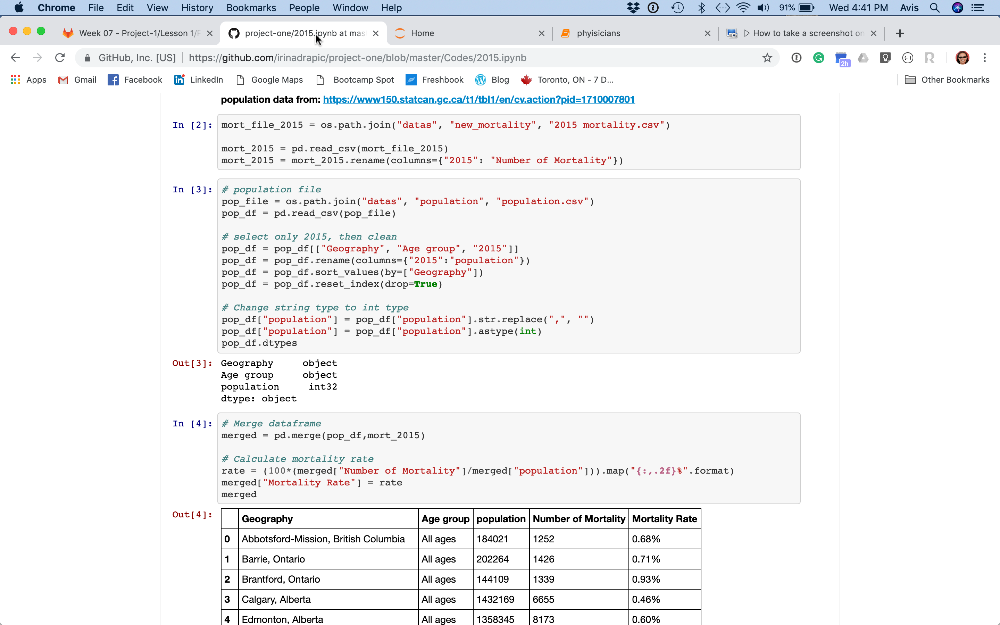 Chrome File Edit View History Bookmarks People Window Help 91% Wed 4:41 PM Avis
Week 07 - Project-1/Lesson 1/P project-one/2015.ipynb at mas Home phyisicians How to take a screenshot on
GitHub, Inc. [US] https://github.com/irinadrapic/project-one/blob/master/Codes/2015.ipynb 2h
Apps Gmail Facebook LinkedIn Google Maps Bootcamp Spot Freshbook Blog Toronto, ON - 7 D... Other Bookmarks
population data from: https://www150.statcan.gc.ca/t1/tbl1/en/cv.action?pid=1710007801
In [2]: mort_file_2015 = os.path.join("datas", "new_mortality", "2015 mortality.csv")
mort_2015 = pd.read_csv(mort_file_2015)
mort_2015 = mort_2015.rename(columns={"2015": "Number of Mortality"})
In [3]: # population file
pop_file = os.path.join("datas", "population", "population.csv")
pop_df = pd.read_csv(pop_file)
# select only 2015, then clean
pop_df = pop_df[["Geography", "Age group", "2015"]]
pop_df = pop_df.rename(columns={"2015":"population"})
pop_df = pop_df.sort_values(by=["Geography"])
pop_df = pop_df.reset_index(drop=True)
# Change string type to int type
pop_df["population"] = pop_df["population"].str.replace(",", "")
pop_df["population"] = pop_df["population"].astype(int)
pop_df.dtypes
Out[3]: Geography object
Age group object
population int32
dtype: object
In [4]: # Merge dataframe
merged = pd.merge(pop_df,mort_2015)
# Calculate mortality rate
rate = (100*(merged["Number of Mortality"]/merged["population"])).map("{:,.2f}%".format)
merged["Mortality Rate"] = rate
merged
Out[4]: Geography Age group population Number of Mortality Mortality Rate
0 Abbotsford-Mission, British Columbia All ages 184021 1252 0.68%
1 Barrie, Ontario All ages 202264 1426 0.71%
2 Brantford, Ontario All ages 144109 1339 0.93%
3 Calgary, Alberta All ages 1432169 6655 0.46%
4 Edmonton, Alberta All ages 1358345 8173 0.60%